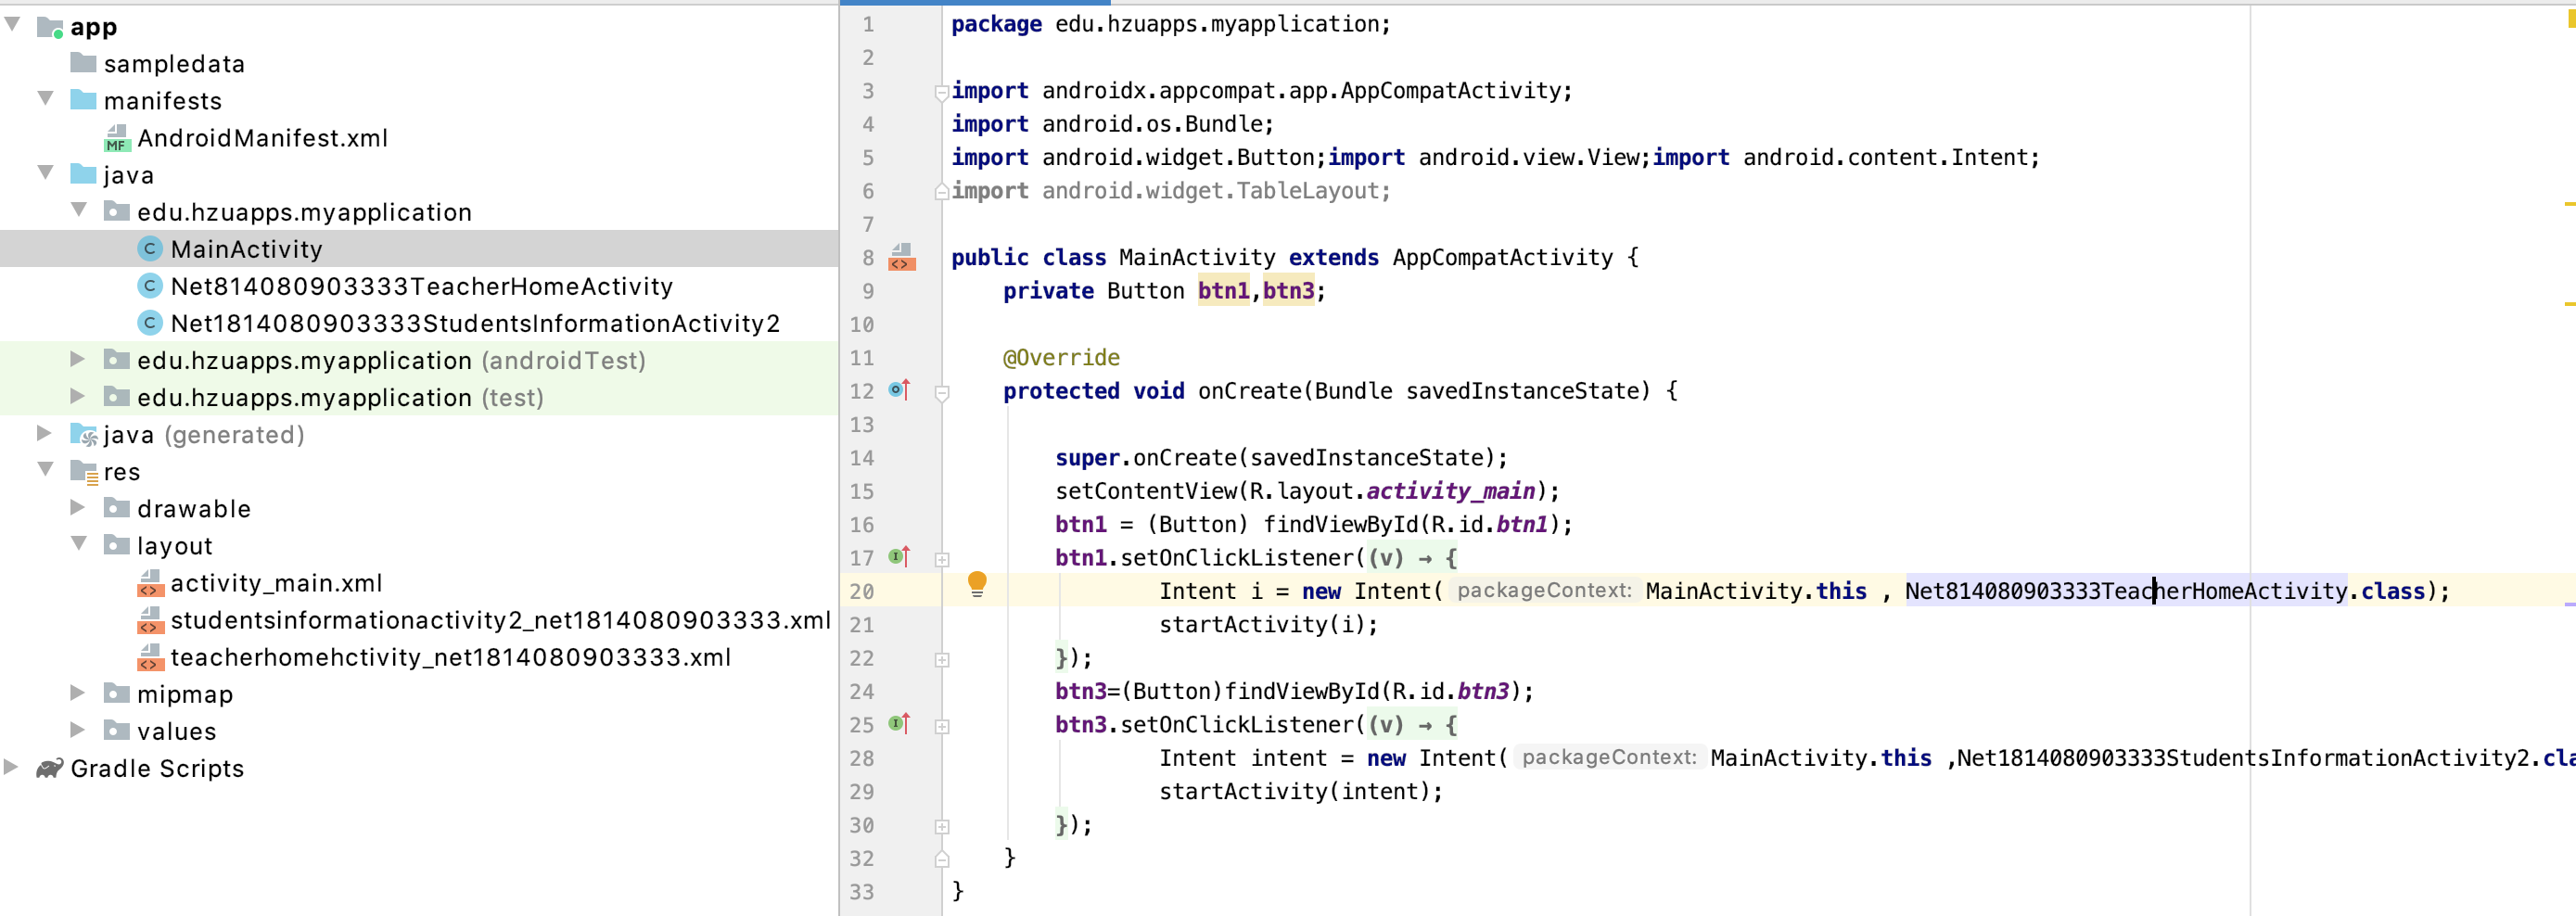 app
sampledata
manifests
MF AndroidManifest.xml
java
edu.hzuapps.myapplication
C MainActivity
C Net814080903333TeacherHomeActivity
C Net1814080903333StudentsInformationActivity2
edu.hzuapps.myapplication (androidTest)
edu.hzuapps.myapplication (test)
java (generated)
res
drawable
layout
<> activity_main.xml
<> studentsinformationactivity2_net1814080903333.xml
<> teacherhomehctivity_net1814080903333.xml
mipmap
values
Gradle Scripts
1 package edu.hzuapps.myapplication;
2
3 import androidx.appcompat.app.AppCompatActivity;
4 import android.os.Bundle;
5 import android.widget.Button;import android.view.View;import android.content.Intent;
6 import android.widget.TableLayout;
7
8 <> public class MainActivity extends AppCompatActivity {
9 private Button btn1,btn3;
10
11 @Override
12 protected void onCreate(Bundle savedInstanceState) {
13
14 super.onCreate(savedInstanceState);
15 setContentView(R.layout.activity_main);
16 btn1 = (Button) findViewById(R.id.btn1);
17 btn1.setOnClickListener((v) → {
20 Intent i = new Intent( packageContext: MainActivity.this , Net814080903333TeacherHomeActivity.class);
21 startActivity(i);
22 });
24 btn3=(Button)findViewById(R.id.btn3);
25 btn3.setOnClickListener((v) → {
28 Intent intent = new Intent( packageContext: MainActivity.this ,Net1814080903333StudentsInformationActivity2.cla
29 startActivity(intent);
30 });
32 }
33 }